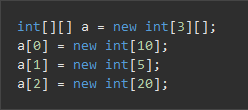 int[][] a = new int[3][];
a[0] = new int[10];
a[1] = new int[5];
a[2] = new int[20];